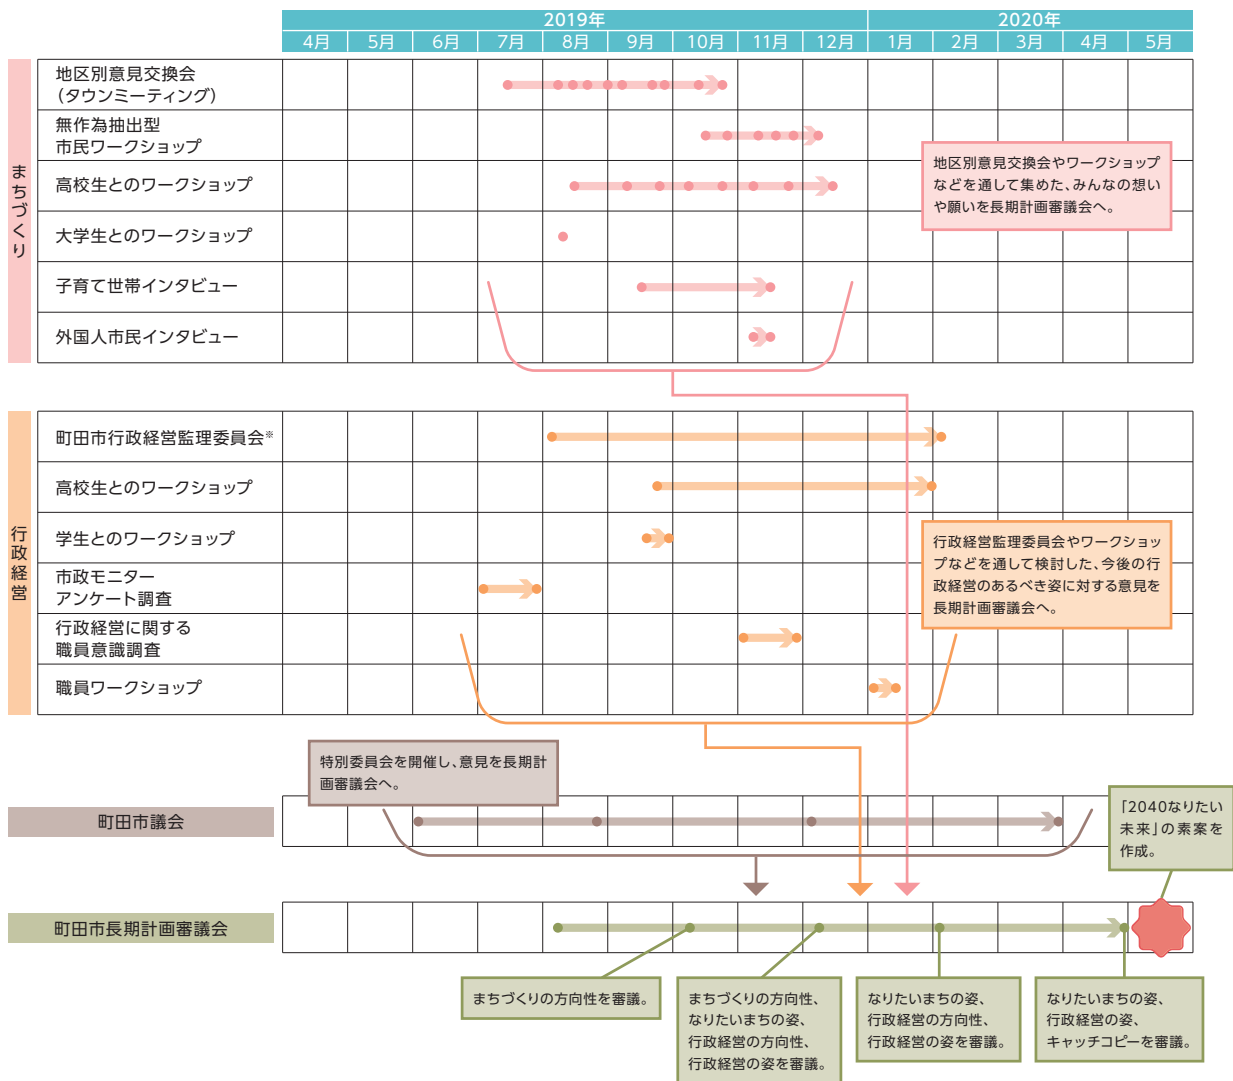 2019年
2020年
4月
5月
6月
7月
8月
9月
10月
11月
12月
1月
2月
3月
4月
5月
まちづくり
地区別意見交換会
(タウンミーティング)
無作為抽出型
市民ワークショップ
高校生とのワークショップ
大学生とのワークショップ
子育て世帯インタビュー
外国人市民インタビュー
地区別意見交換会やワークショップ
などを通して集めた、みんなの想い
や願いを長期計画審議会へ。
行政経営
町田市行政経営監理委員会※
高校生とのワークショップ
学生とのワークショップ
市政モニター
アンケート調査
行政経営に関する
職員意識調査
職員ワークショップ
行政経営監理委員会やワークショッ
プなどを通して検討した、今後の行
政経営のあるべき姿に対する意見を
長期計画審議会へ。
特別委員会を開催し、意見を長期計
画審議会へ。
町田市議会
「2040なりたい
未来」の素案を
作成。
町田市長期計画審議会
まちづくりの方向性を審議。
まちづくりの方向性、
なりたいまちの姿、
行政経営の方向性、
行政経営の姿を審議。
なりたいまちの姿、
行政経営の方向性、
行政経営の姿を審議。
なりたいまちの姿、
行政経営の姿、
キャッチコピーを審議。